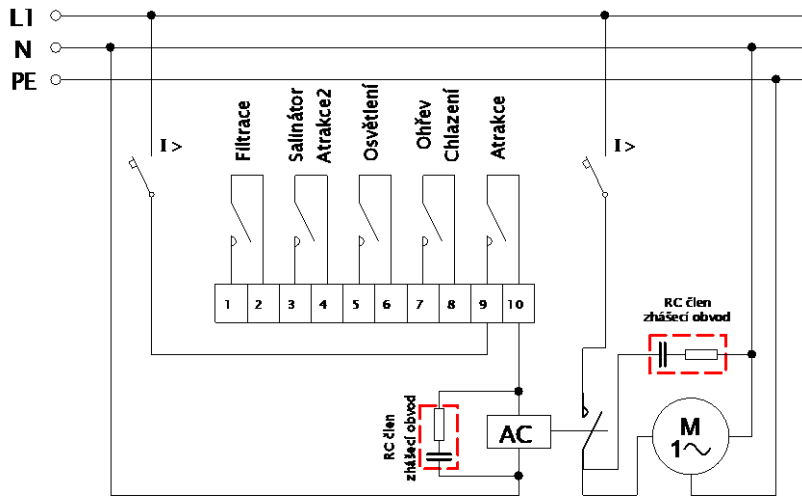 L1
N
PE
I >
Filtrace
Salinátor
Atrakce2
Osvětlení
Ohřev
Chlazení
Atrakce
I >
1 2 3 4 5 6 7 8 9 10
RC člen
zhášecí obvod
RC člen
zhášecí obvod
AC
M
1~